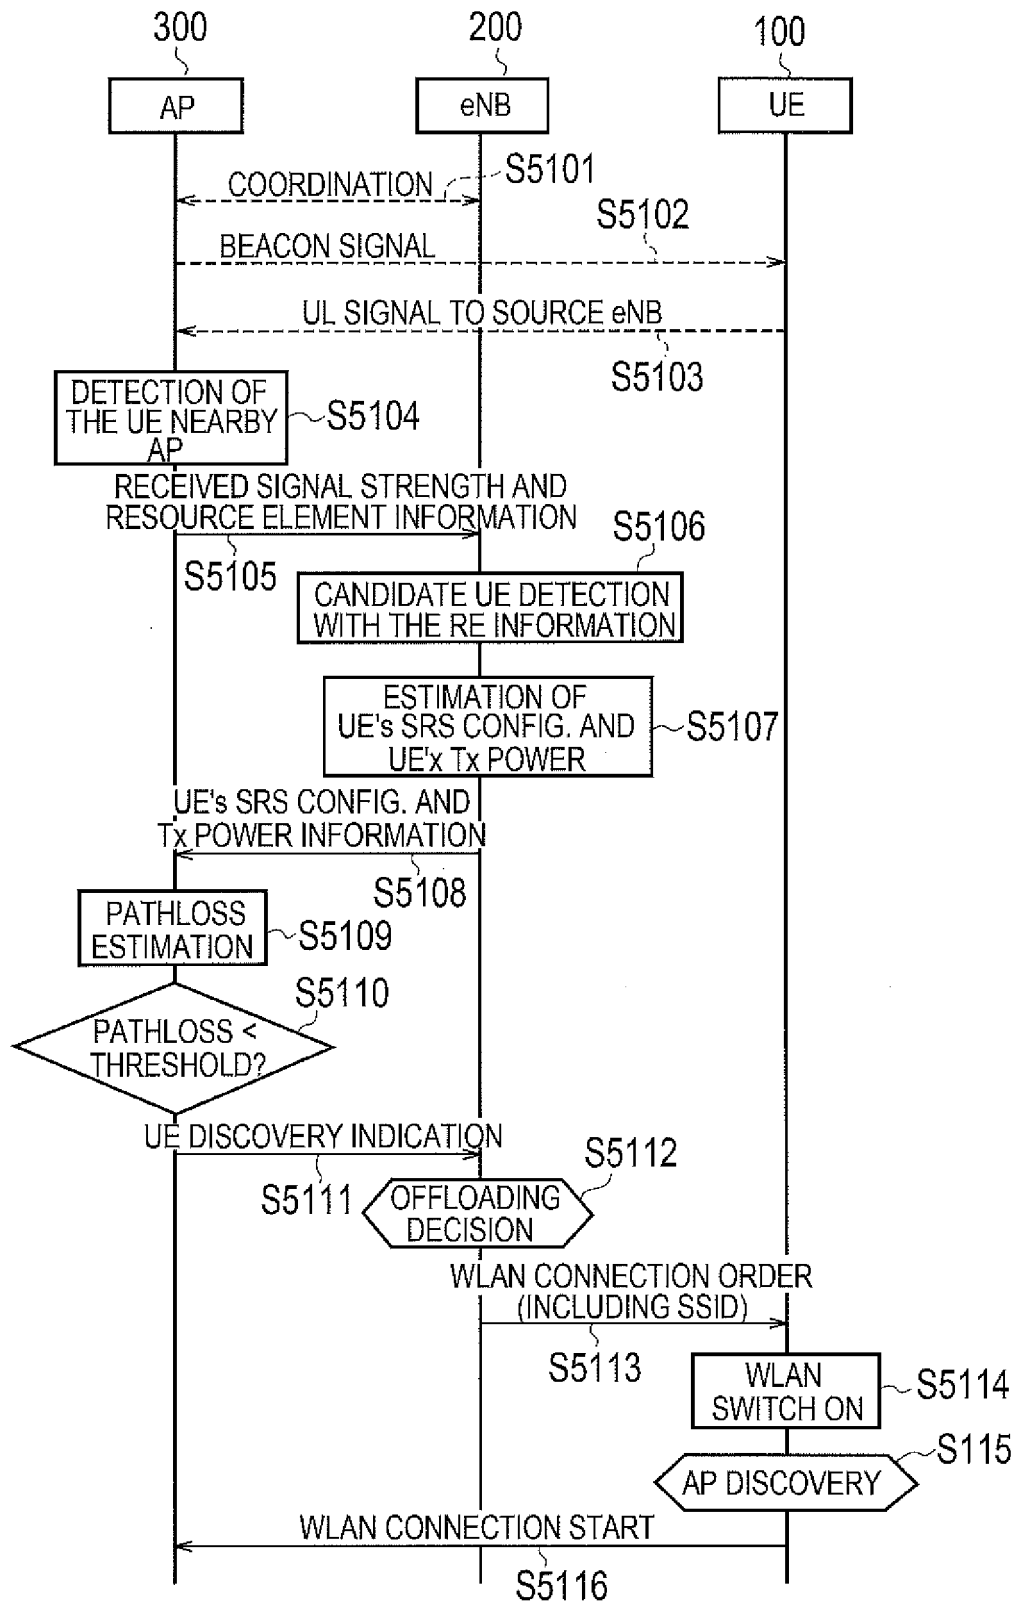 300
200
100
AP
eNB
UE
COORDINATION
S5101
BEACON SIGNAL
S5102
UL SIGNAL TO SOURCE eNB
S5103
DETECTION OF
THE UE NEARBY
AP
S5104
RECEIVED SIGNAL STRENGTH AND
RESOURCE ELEMENT INFORMATION
S5105
S5106
CANDIDATE UE DETECTION
WITH THE RE INFORMATION
ESTIMATION OF
UE's SRS CONFIG. AND
UE'x Tx POWER
S5107
UE's SRS CONFIG. AND
Tx POWER INFORMATION
S5108
PATHLOSS
ESTIMATION
S5109
S5110
PATHLOSS <
THRESHOLD?
UE DISCOVERY INDICATION
S5111
S5112
OFFLOADING
DECISION
WLAN CONNECTION ORDER
(INCLUDING SSID)
S5113
WLAN
SWITCH ON
S5114
S115
AP DISCOVERY
WLAN CONNECTION START
S5116